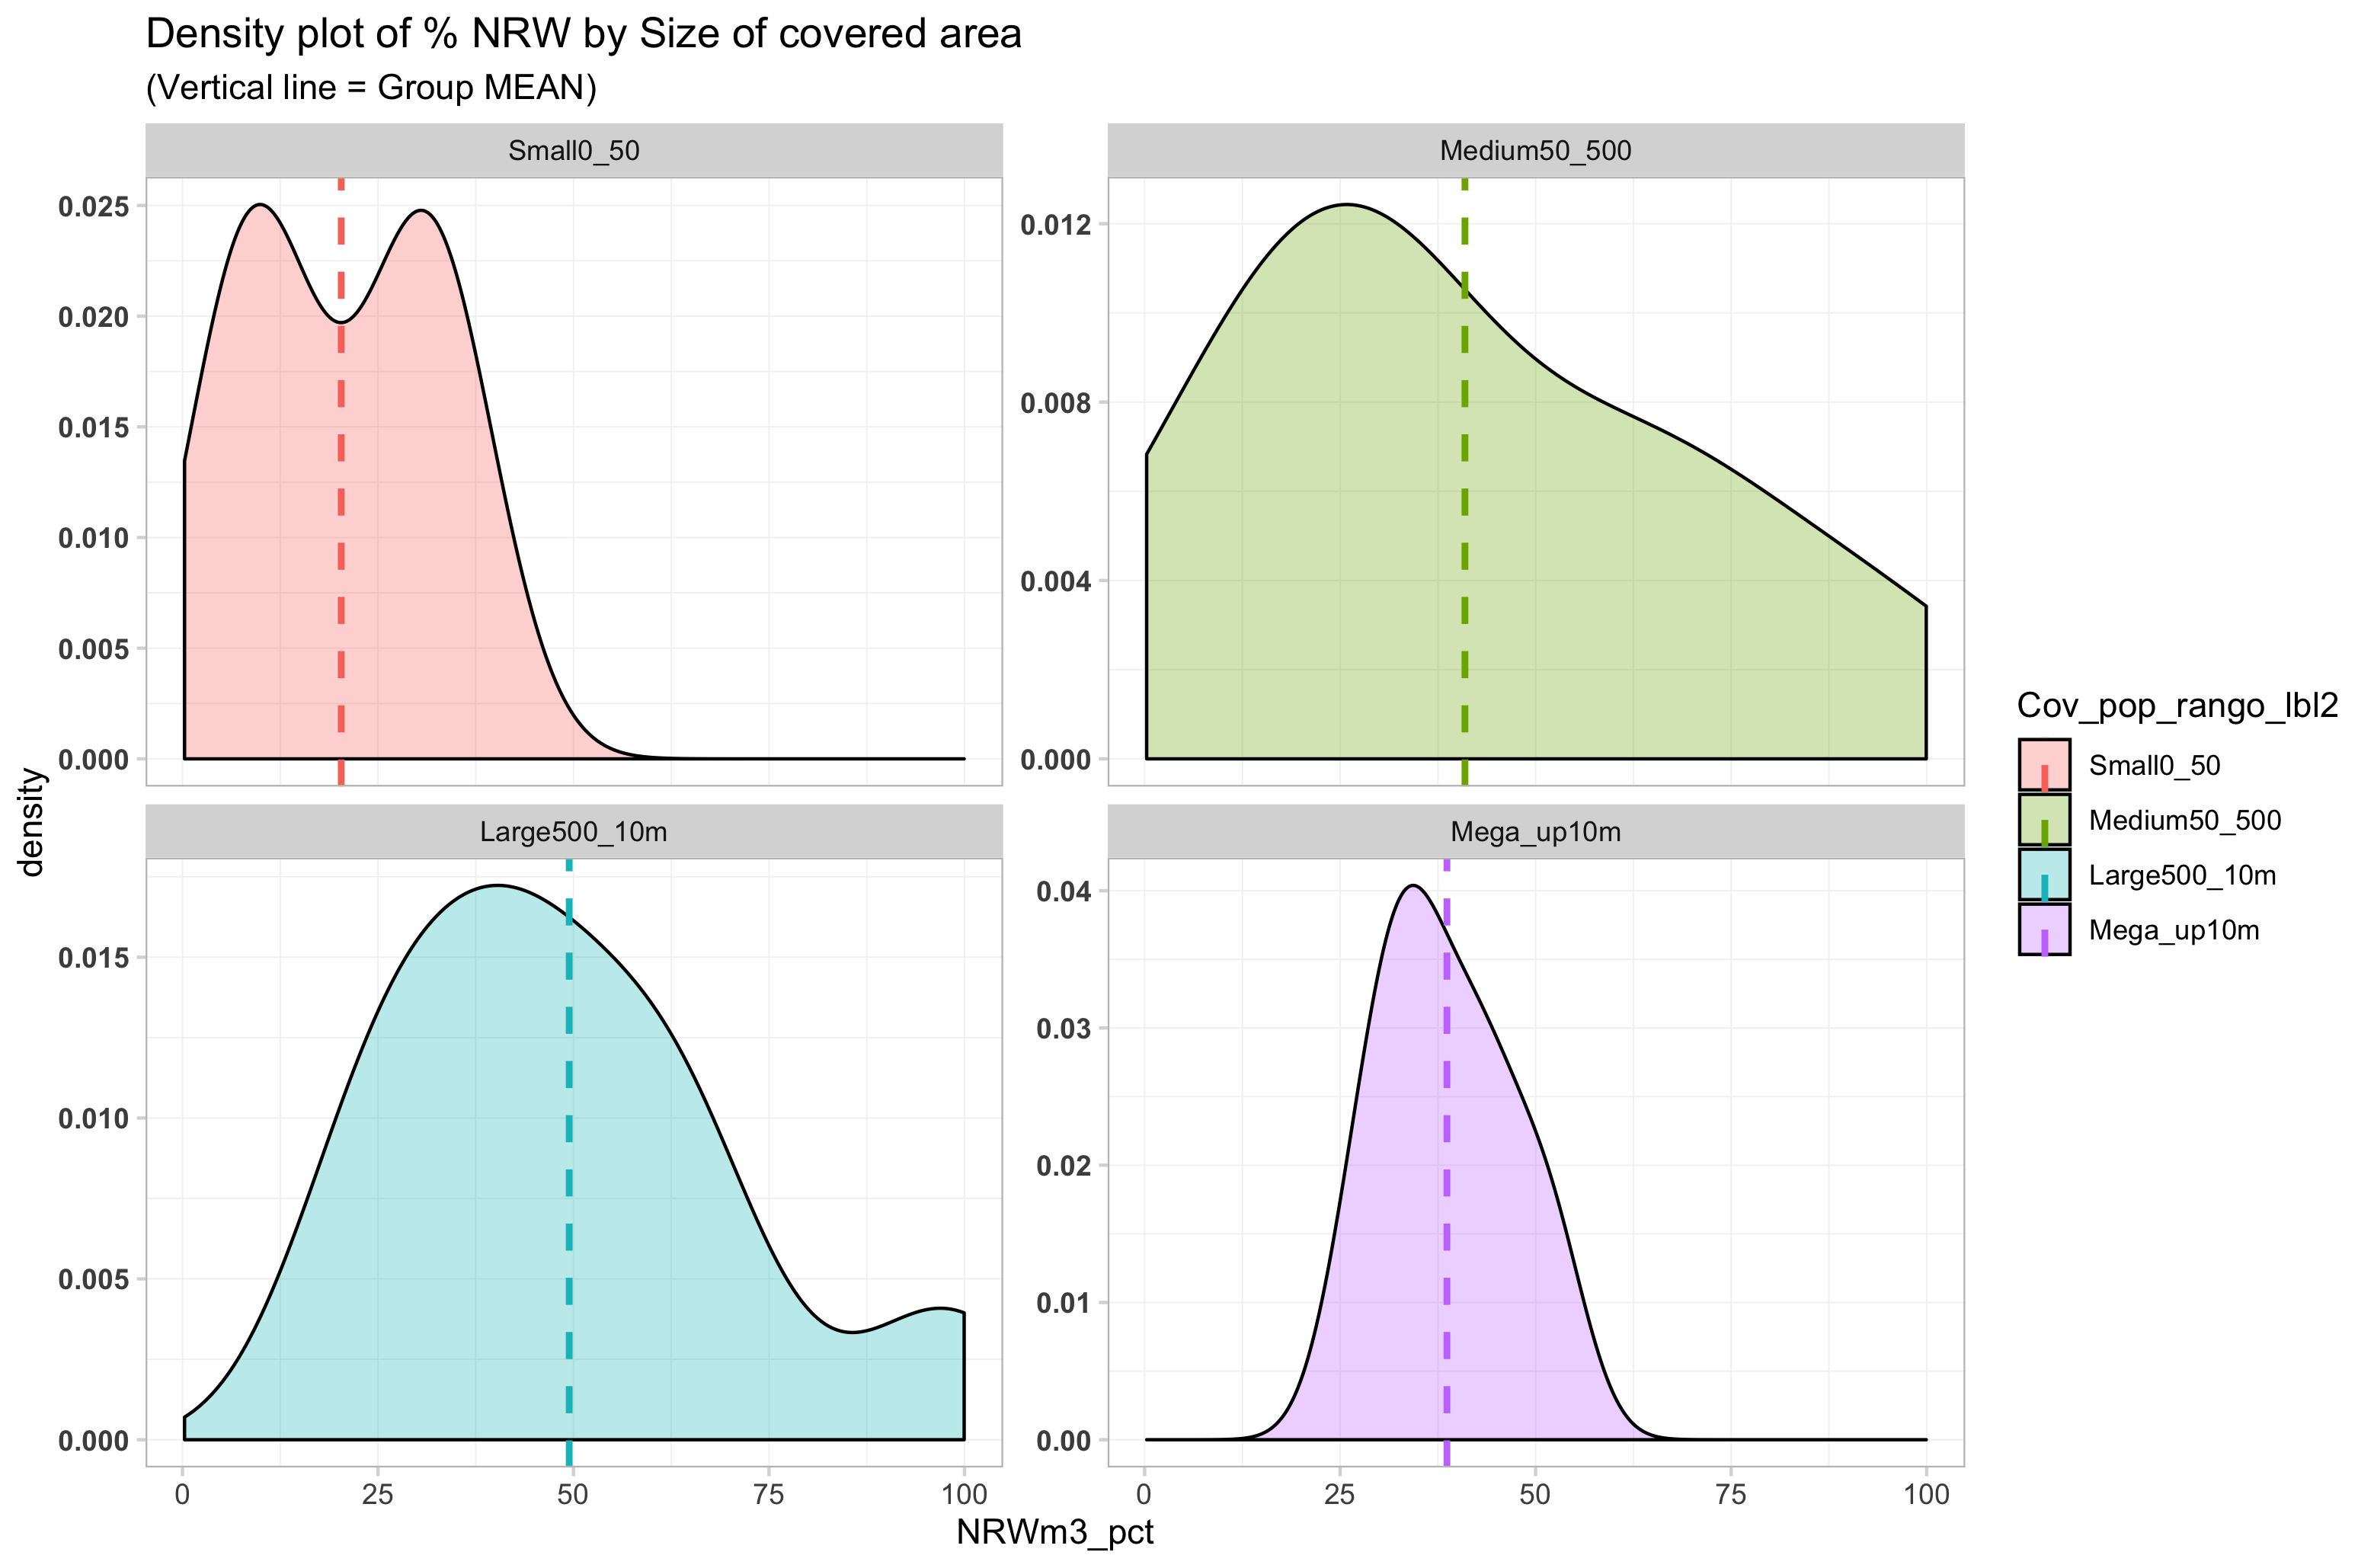 Density plot of % NRW by Size of covered area
(Vertical line = Group MEAN)
Small0_50
Medium50_500
0.025
0.020
0.015
0.010
0.005
0.000
0.012
0.008
0.004
0.000
density
Large500_10m
Mega_up10m
0.015
0.010
0.005
0.000
0.04
0.03
0.02
0.01
0.00
0 25 50 75 100
0 25 50 75 100
NRWm3_pct
Cov_pop_rango_lbl2
Small0_50
Medium50_500
Large500_10m
Mega_up10m